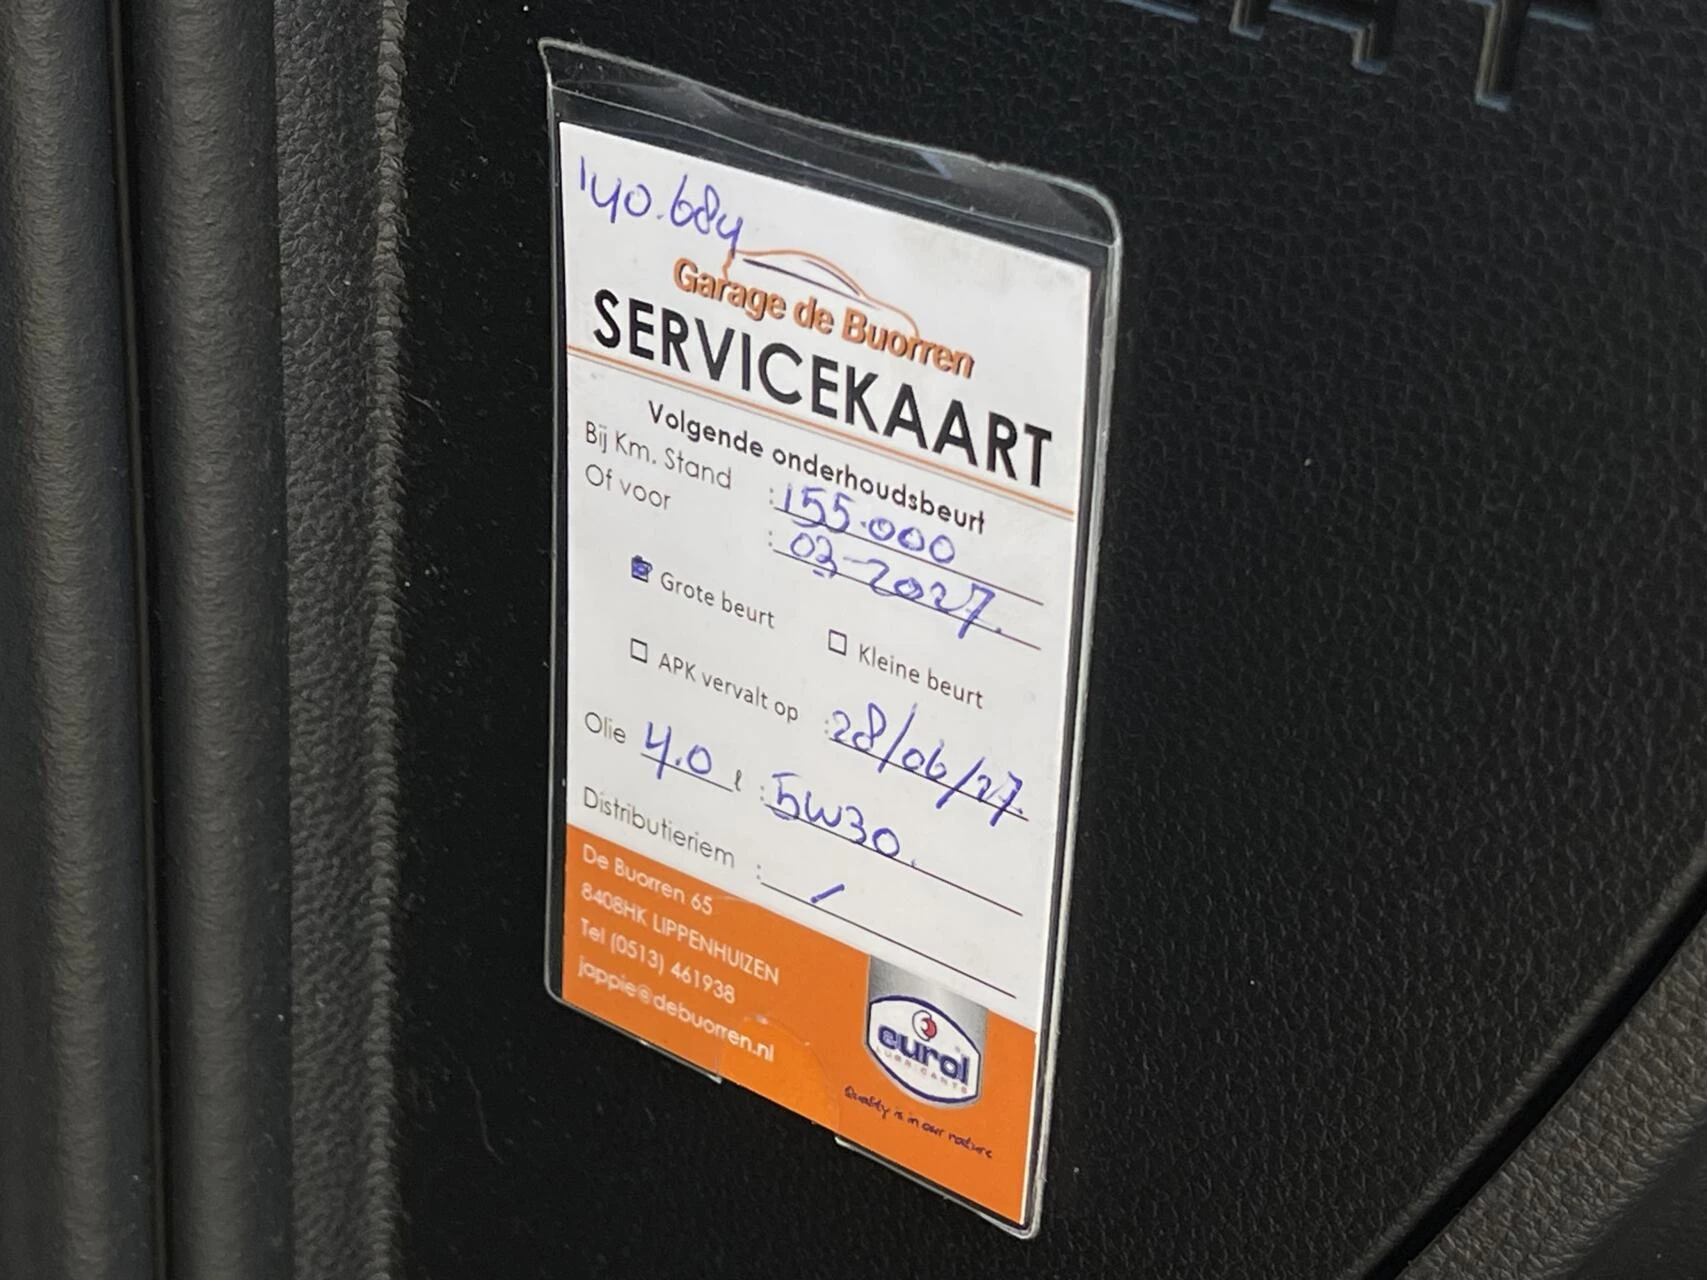 140.684
Garage de Buorren
SERVICEKAART
Volgende onderhoudsbeurt
Bij Km. Stand : 155.000
Of voor : 03-2027.
Grote beurt
Kleine beurt
APK vervalt op : 28/06/27
Olie 4.0 l : 5W30.
Distributieriem : /
De Buorren 65
8408HK LIPPENHUIZEN
Tel (0513) 461938
jappie@debuorren.nl
eurol
LUBRICANTS
Quality is in our nature